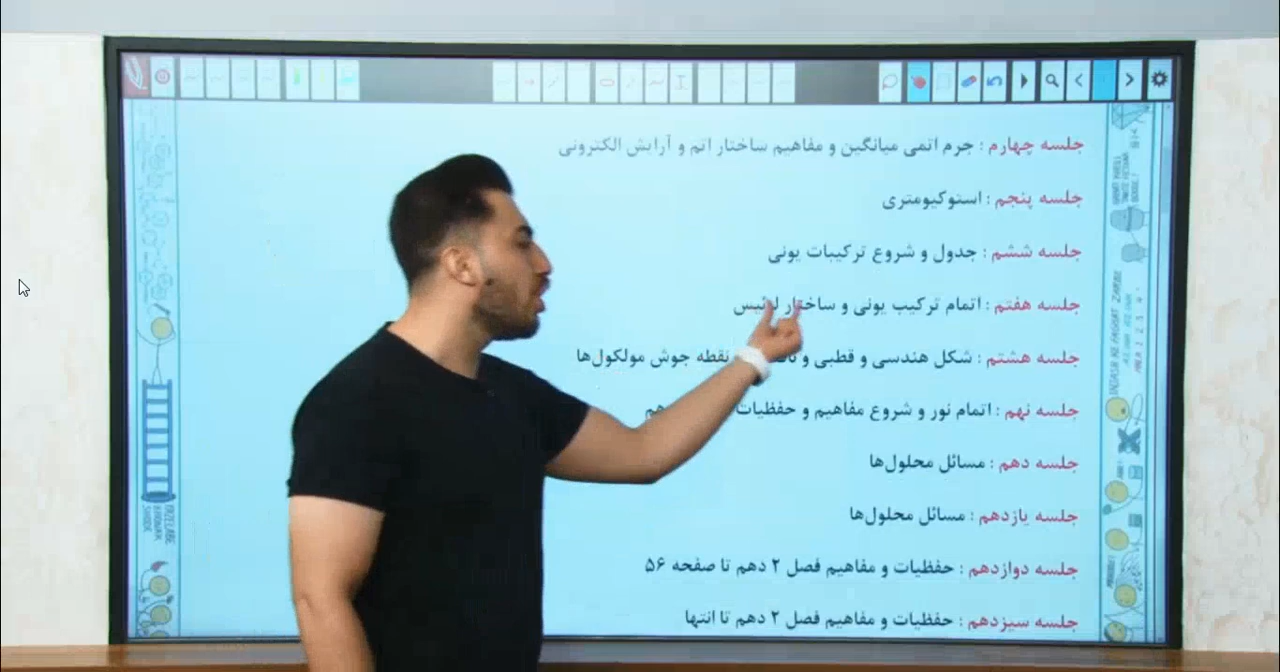 جلسه چهارم : جرم اتمی میانگین و مفاهیم ساختار اتم و آرایش الکترونی
جلسه پنجم : استوکیومتری
جلسه ششم : جدول و شروع ترکیبات یونی
جلسه هفتم : اتمام ترکیب یونی و ساختار لوئیس
جلسه هشتم : شکل هندسی و قطبی و نقطه جوش مولکول‌ها
جلسه نهم : اتمام نور و شروع مفاهیم و حفظیات
جلسه دهم : مسائل محلول‌ها
جلسه یازدهم : مسائل محلول‌ها
جلسه دوازدهم : حفظیات و مفاهیم فصل ۲ دهم تا صفحه ۵۶
جلسه سیزدهم : حفظیات و مفاهیم فصل ۲ دهم تا انتها